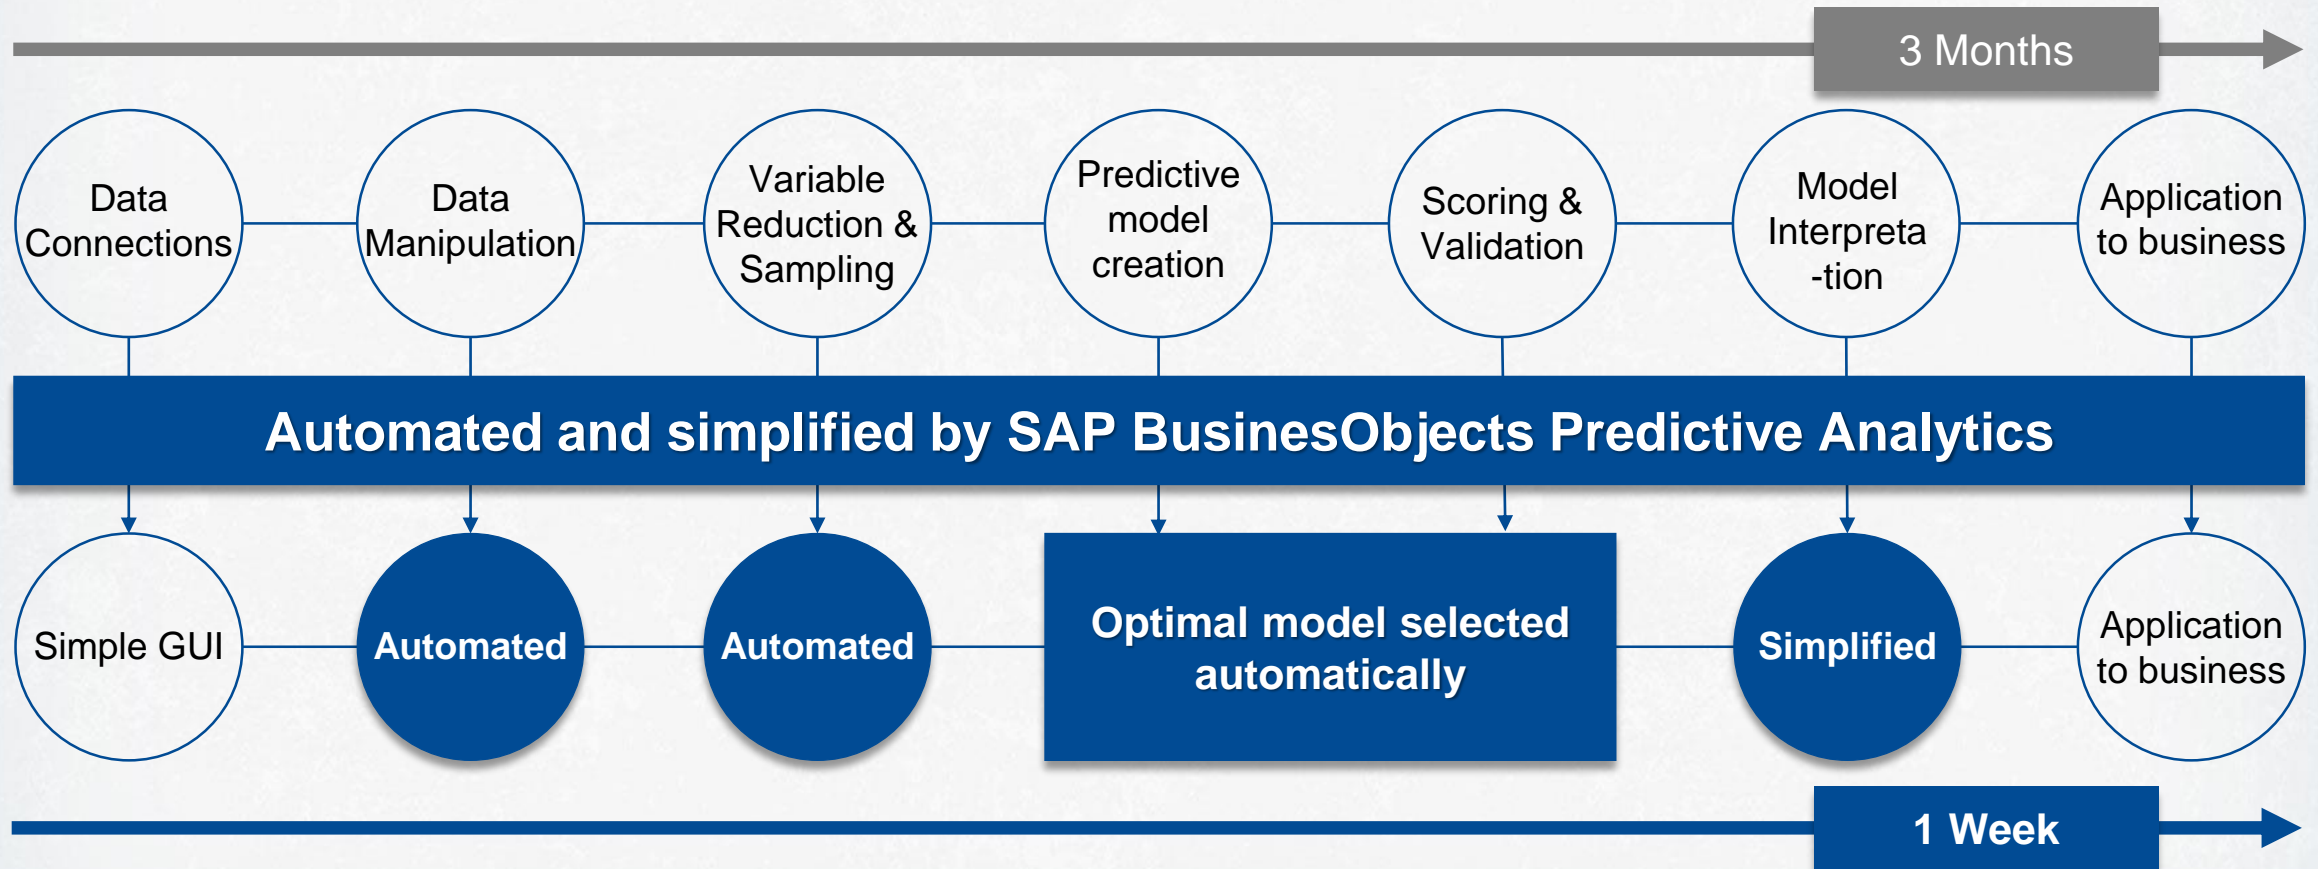 3 Months
Data
Connections
Data
Manipulation
Variable
Reduction &
Sampling
Predictive
model
creation
Scoring &
Validation
Model
Interpreta
-tion
Application
to business
Automated and simplified by SAP BusinesObjects Predictive Analytics
Simple GUI
Automated
Automated
Optimal model selected
automatically
Simplified
Application
to business
1 Week